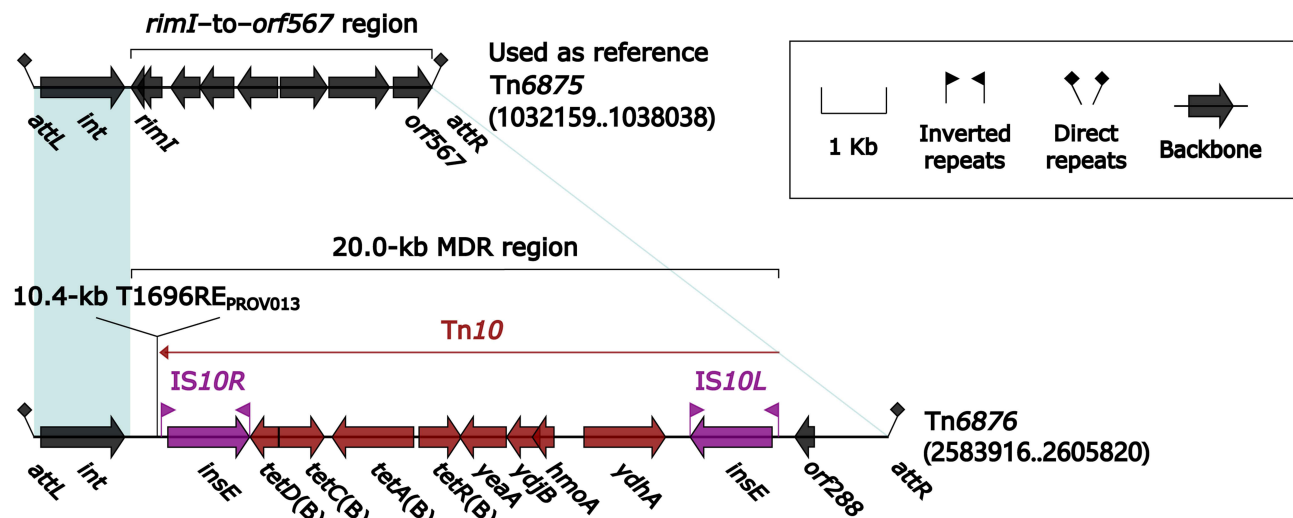 rimI–to–orf567 region
Used as reference
Tn6875
(1032159..1038038)
attL
int
rimI
orf567
attR
1 Kb
Inverted
repeats
Direct
repeats
Backbone
20.0-kb MDR region
10.4-kb T1696RE PROV013
Tn10
IS10R
IS10L
Tn6876
(2583916..2605820)
attL
int
insE
tetD(B)
tetC(B)
tetA(B)
tetR(B)
yeaA
ydjB
hmoA
ydhA
insE
orf288
attR